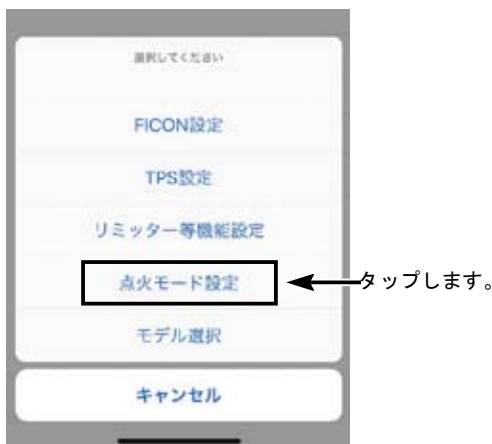 選択してください
FICON設定
TPS設定
リミッター等機能設定
点火モード設定
タップします。
モデル選択
キャンセル